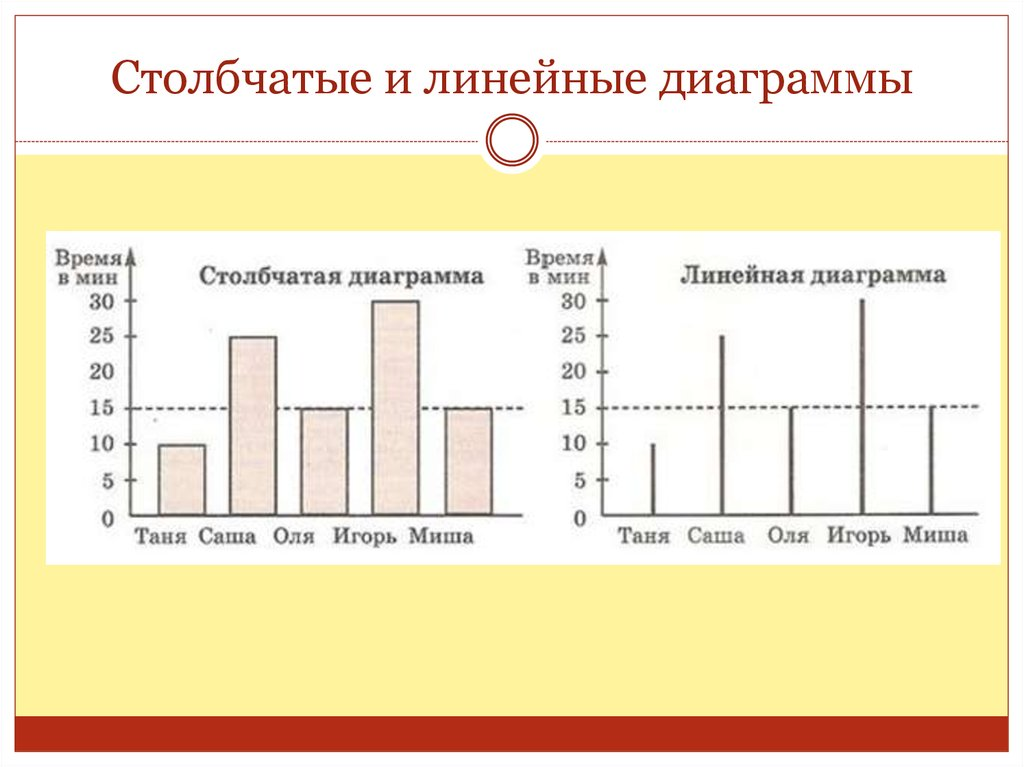 Столбчатые и линейные диаграммы
Время
в мин
Столбчатая диаграмма
30
25
20
15
10
5
0
Таня Саша Оля Игорь Миша
Время
в мин
Линейная диаграмма
30
25
20
15
10
5
0
Таня Саша Оля Игорь Миша